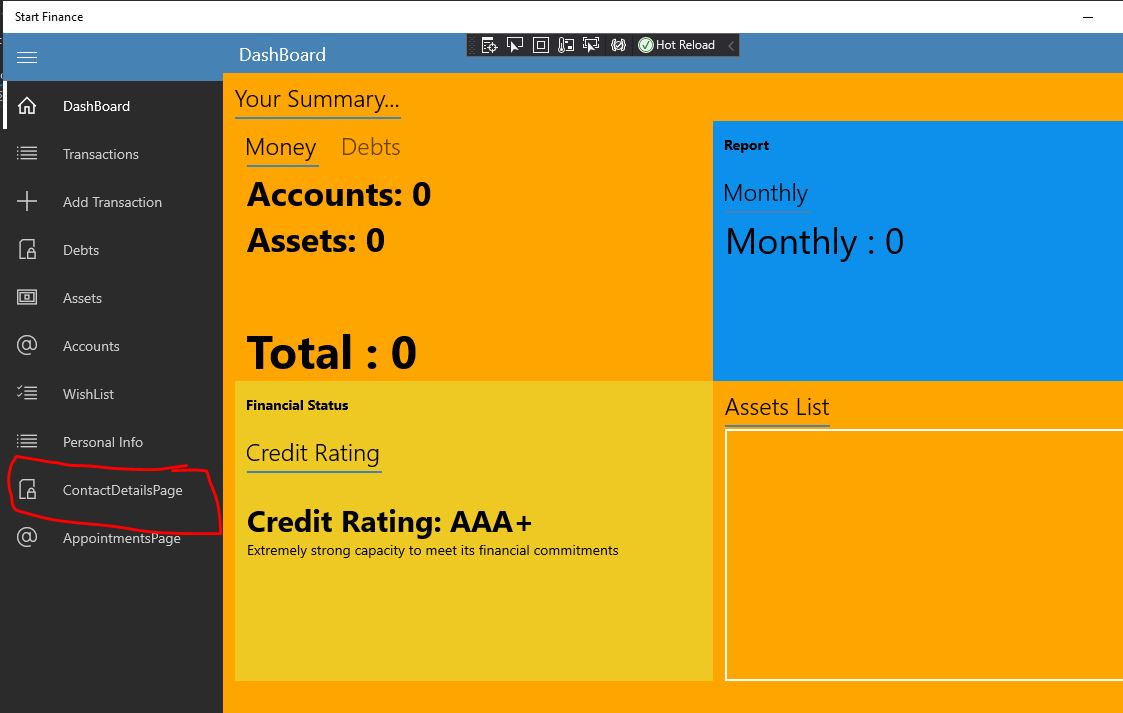 Start Finance
DashBoard
Hot Reload
DashBoard
Transactions
Add Transaction
Debts
Assets
Accounts
WishList
Personal Info
ContactDetailsPage
AppointmentsPage
Your Summary...
Money Debts
Accounts: 0
Assets: 0
Total : 0
Report
Monthly
Monthly : 0
Financial Status
Credit Rating
Credit Rating: AAA+
Extremely strong capacity to meet its financial commitments
Assets List